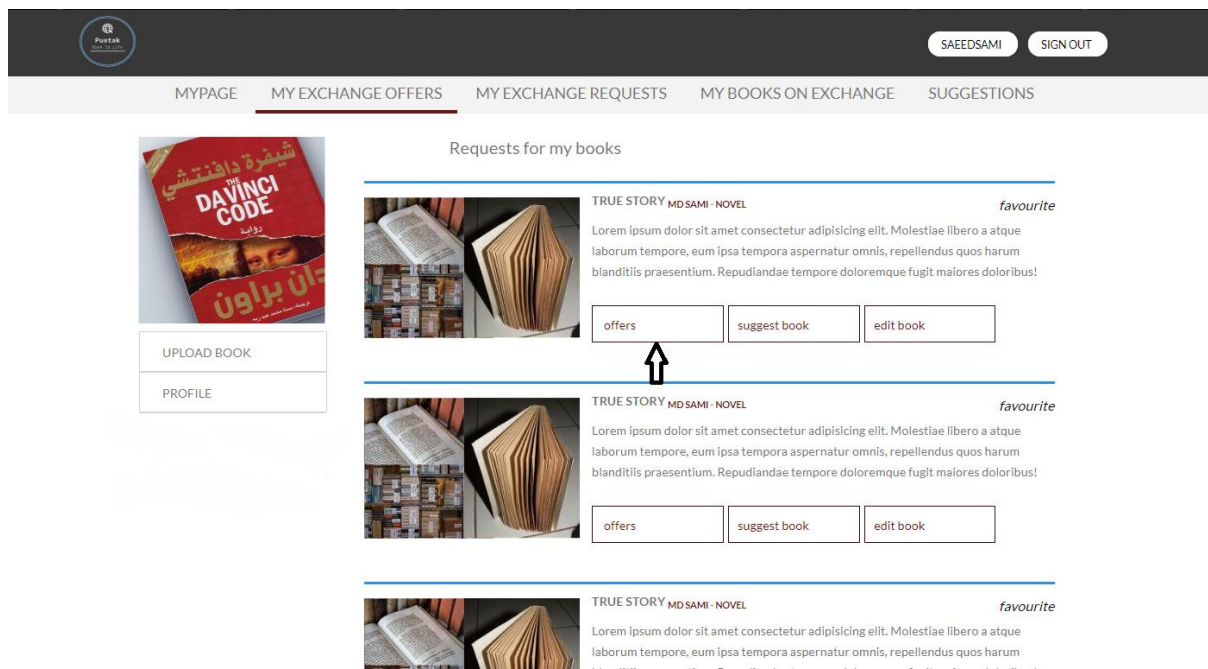 Pustak
SAEEDSAMI
SIGN OUT
MYPAGE
MY EXCHANGE OFFERS
MY EXCHANGE REQUESTS
MY BOOKS ON EXCHANGE
SUGGESTIONS
شيفرة دافنتشي
THE
DAVINCI
CODE
رواية
دان براون
UPLOAD BOOK
PROFILE
Requests for my books
TRUE STORY MD SAMI - NOVEL
favourite
Lorem ipsum dolor sit amet consectetur adipisicing elit. Molestiae libero a atque
laborum tempore, eum ipsa tempora aspernatur omnis, repellendus quos harum
blanditiis praesentium. Repudiandae tempore doloremque fugit maiores doloribus!
offers
suggest book
edit book
TRUE STORY MD SAMI - NOVEL
favourite
Lorem ipsum dolor sit amet consectetur adipisicing elit. Molestiae libero a atque
laborum tempore, eum ipsa tempora aspernatur omnis, repellendus quos harum
blanditiis praesentium. Repudiandae tempore doloremque fugit maiores doloribus!
offers
suggest book
edit book
TRUE STORY MD SAMI - NOVEL
favourite
Lorem ipsum dolor sit amet consectetur adipisicing elit. Molestiae libero a atque
laborum tempore, eum ipsa tempora aspernatur omnis, repellendus quos harum